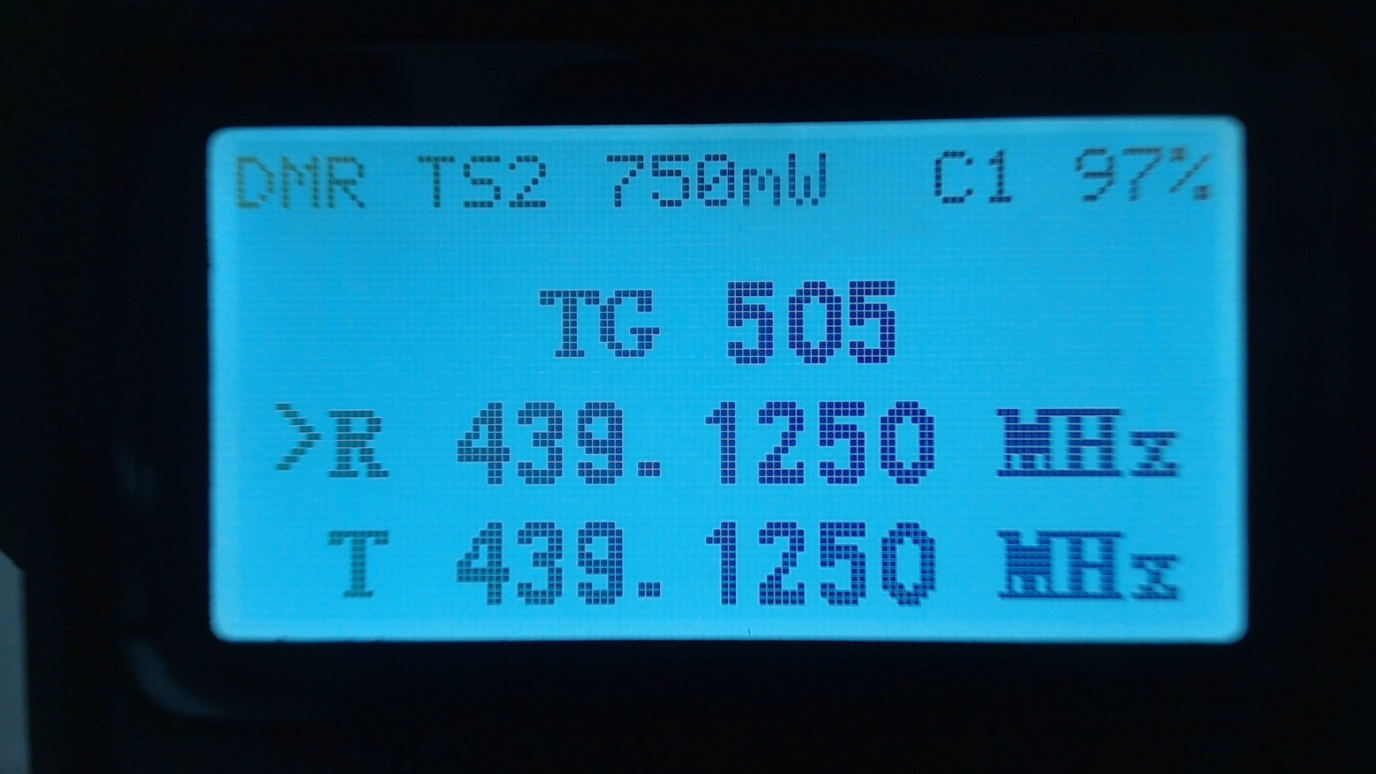 DMR TS2 750mW C1 97%
TG 505
>R 439.1250 MHz
T 439.1250 MHz